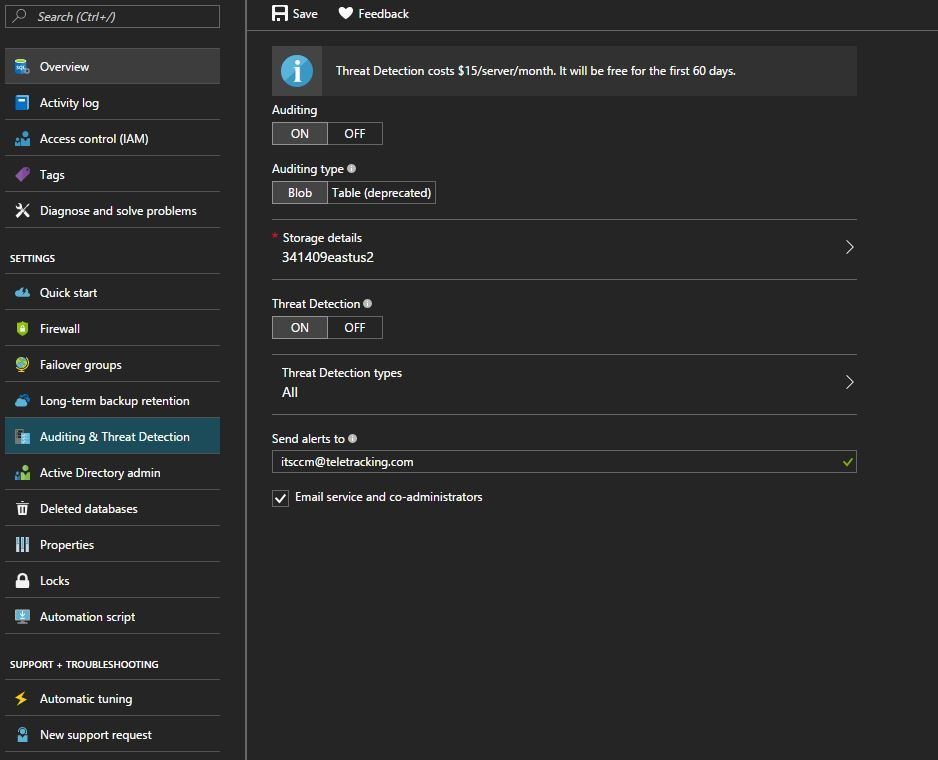 Search (Ctrl+/)
Overview
Activity log
Access control (IAM)
Tags
Diagnose and solve problems
SETTINGS
Quick start
Firewall
Failover groups
Long-term backup retention
Auditing & Threat Detection
Active Directory admin
Deleted databases
Properties
Locks
Automation script
SUPPORT + TROUBLESHOOTING
Automatic tuning
New support request
Save Feedback
Threat Detection costs $15/server/month. It will be free for the first 60 days.
Auditing
ON OFF
Auditing type
Blob Table (deprecated)
* Storage details
341409eastus2
Threat Detection
ON OFF
Threat Detection types
All
Send alerts to
itsccm@teletracking.com
Email service and co-administrators